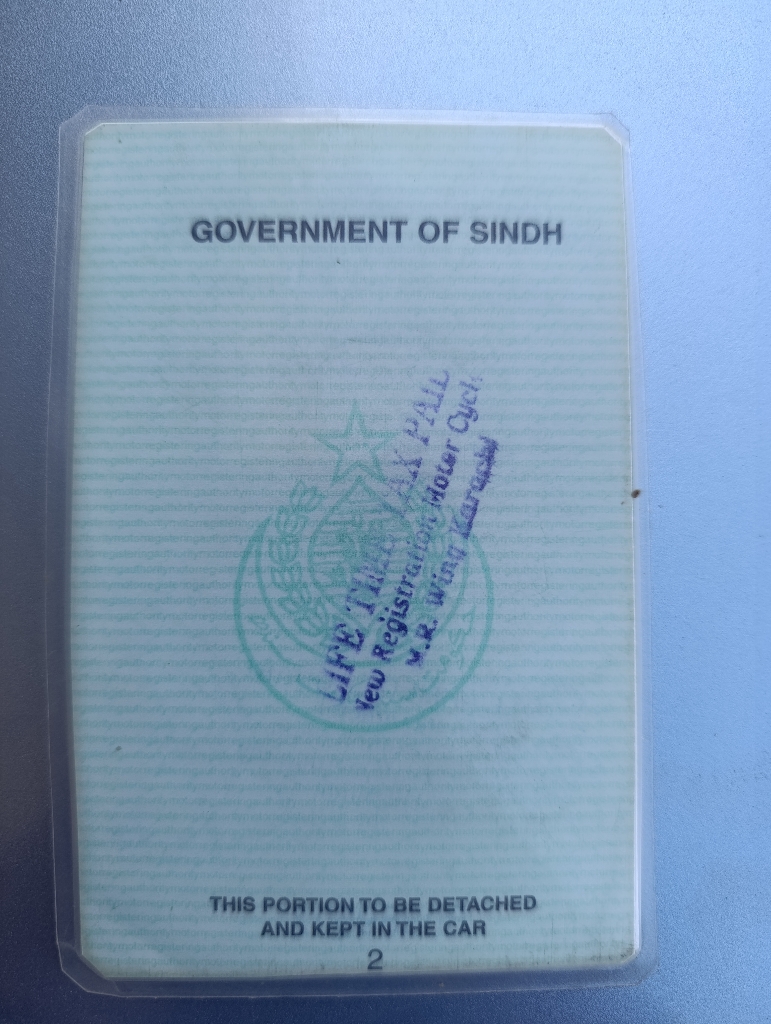 GOVERNMENT OF SINDH
LIFE TIME TAX PAID
New Registration Motor Cycle
M.R. Wing Karachi
THIS PORTION TO BE DETACHED
AND KEPT IN THE CAR
2